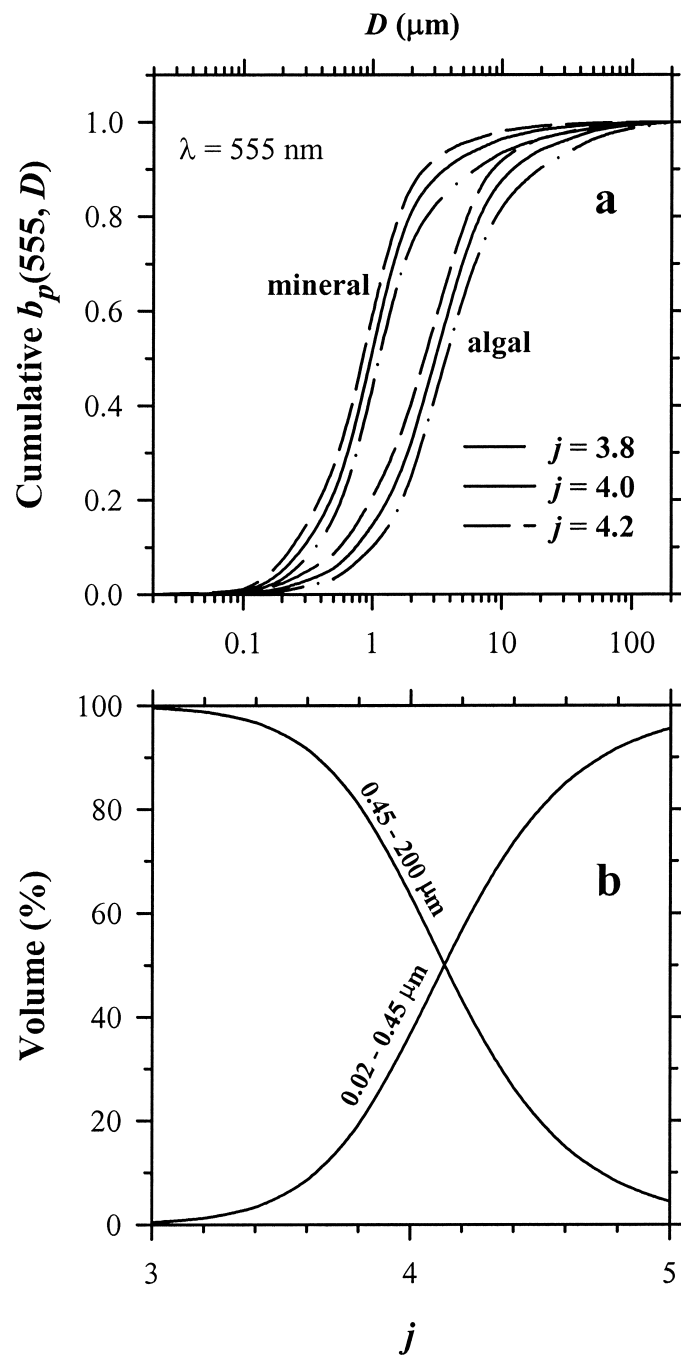 D (μm)
1.0
0.8
0.6
0.4
0.2
0.0
Cumulative bp(555, D)
λ = 555 nm
a
mineral
algal
j = 3.8
j = 4.0
j = 4.2
0.1 1 10 100
100
80
60
40
20
0
Volume (%)
0.45 - 200 μm
b
0.02 - 0.45 μm
3 4 5
j